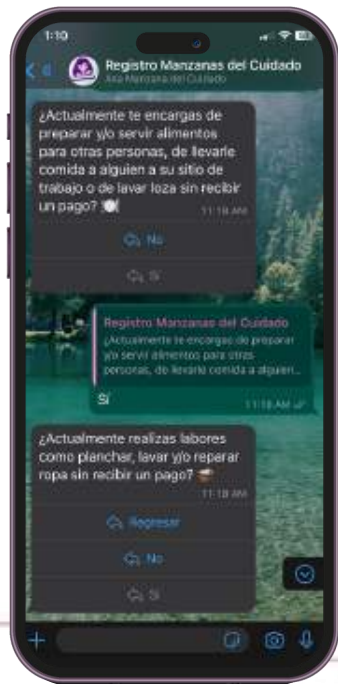 1:10
Registro Manzanas del Cuidado
Ana Manzana del Cuidado
¿Actualmente te encargas de
preparar y/o servir alimentos
para otras personas, de llevarle
comida a alguien a su sitio de
trabajo o de lavar loza sin recibir
un pago?
11:18 AM
No
Sí
Registro Manzanas del Cuidado
¿Actualmente te encargas de preparar
y/o servir alimentos para otras
personas, de llevarle comida a alguien...
Sí
11:18 AM
¿Actualmente realizas labores
como planchar, lavar y/o reparar
ropa sin recibir un pago?
11:18 AM
Regresar
No
Sí